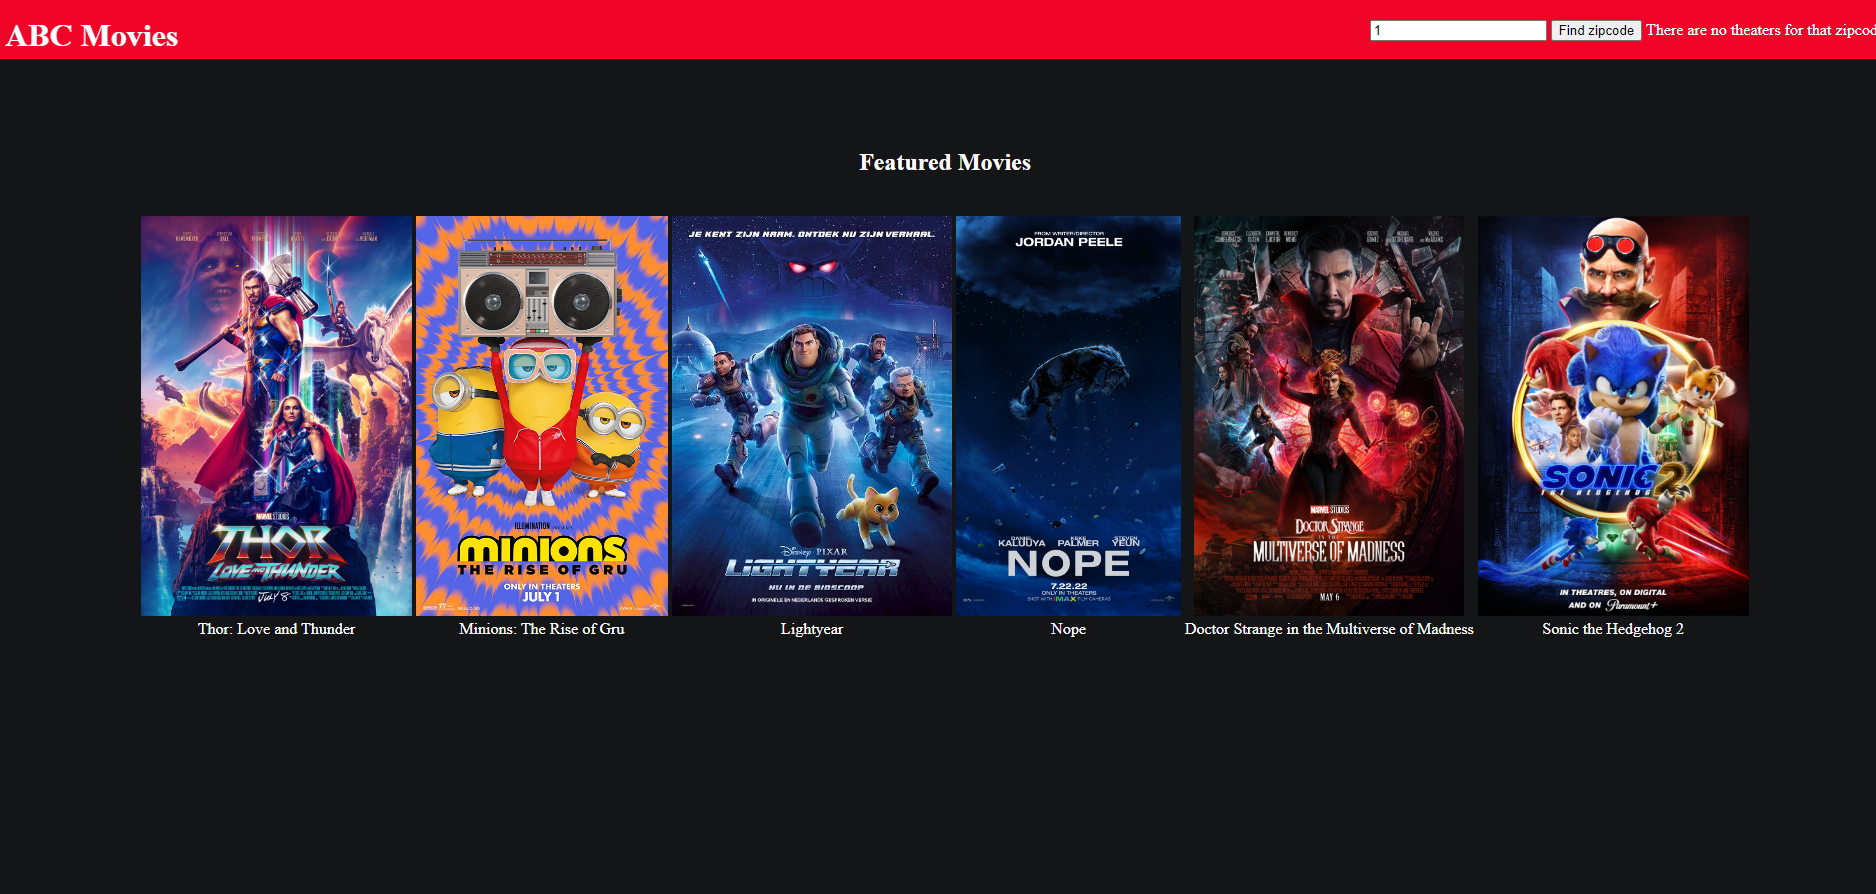 ABC Movies
1
Find zipcode
There are no theaters for that zipcod
Featured Movies
MARVEL STUDIOS
THOR
LOVE AND THUNDER
July 8
Thor: Love and Thunder
ILLUMINATION
minions
THE RISE OF GRU
ONLY IN THEATERS
JULY 1
Minions: The Rise of Gru
JE KENT ZIJN NAAM. ONTDEK NU ZIJN VERHAAL.
Disney PIXAR
LIGHTYEAR
NU IN DE BIOSCOOP
IN ORIGINELE EN NEDERLANDS GESPROKEN VERSIE
Lightyear
FROM WRITER/DIRECTOR
JORDAN PEELE
DANIEL KALUUYA
KEKE PALMER
STEVEN YEUN
NOPE
7.22.22
ONLY IN THEATERS
SHOT WITH IMAX FILM CAMERAS
Nope
MARVEL STUDIOS
DOCTOR STRANGE
IN THE
MULTIVERSE OF MADNESS
MAY 6
Doctor Strange in the Multiverse of Madness
SONIC 2
THE HEDGEHOG
IN THEATRES, ON DIGITAL
AND ON Paramount+
Sonic the Hedgehog 2